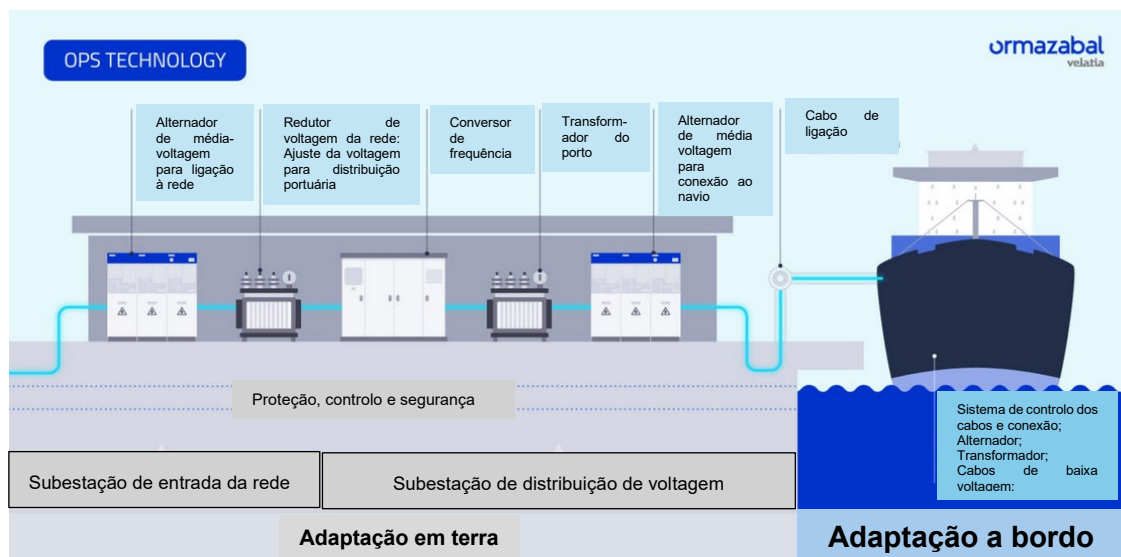 OPS TECHNOLOGY
ormazabal
velatia
Alternador
de média-
voltagem
para ligação
à rede
Redutor de
voltagem da rede:
Ajuste da voltagem
para distribuição
portuária
Conversor
de
frequência
Transform-
ador do
porto
Alternador
de média
voltagem
para
conexão ao
navio
Cabo de
ligação
Proteção, controlo e segurança
Sistema de controlo dos
cabos e conexão;
Alternador;
Transformador;
Cabos de baixa
voltagem;
Subestação de entrada da rede
Subestação de distribuição de voltagem
Adaptação em terra
Adaptação a bordo